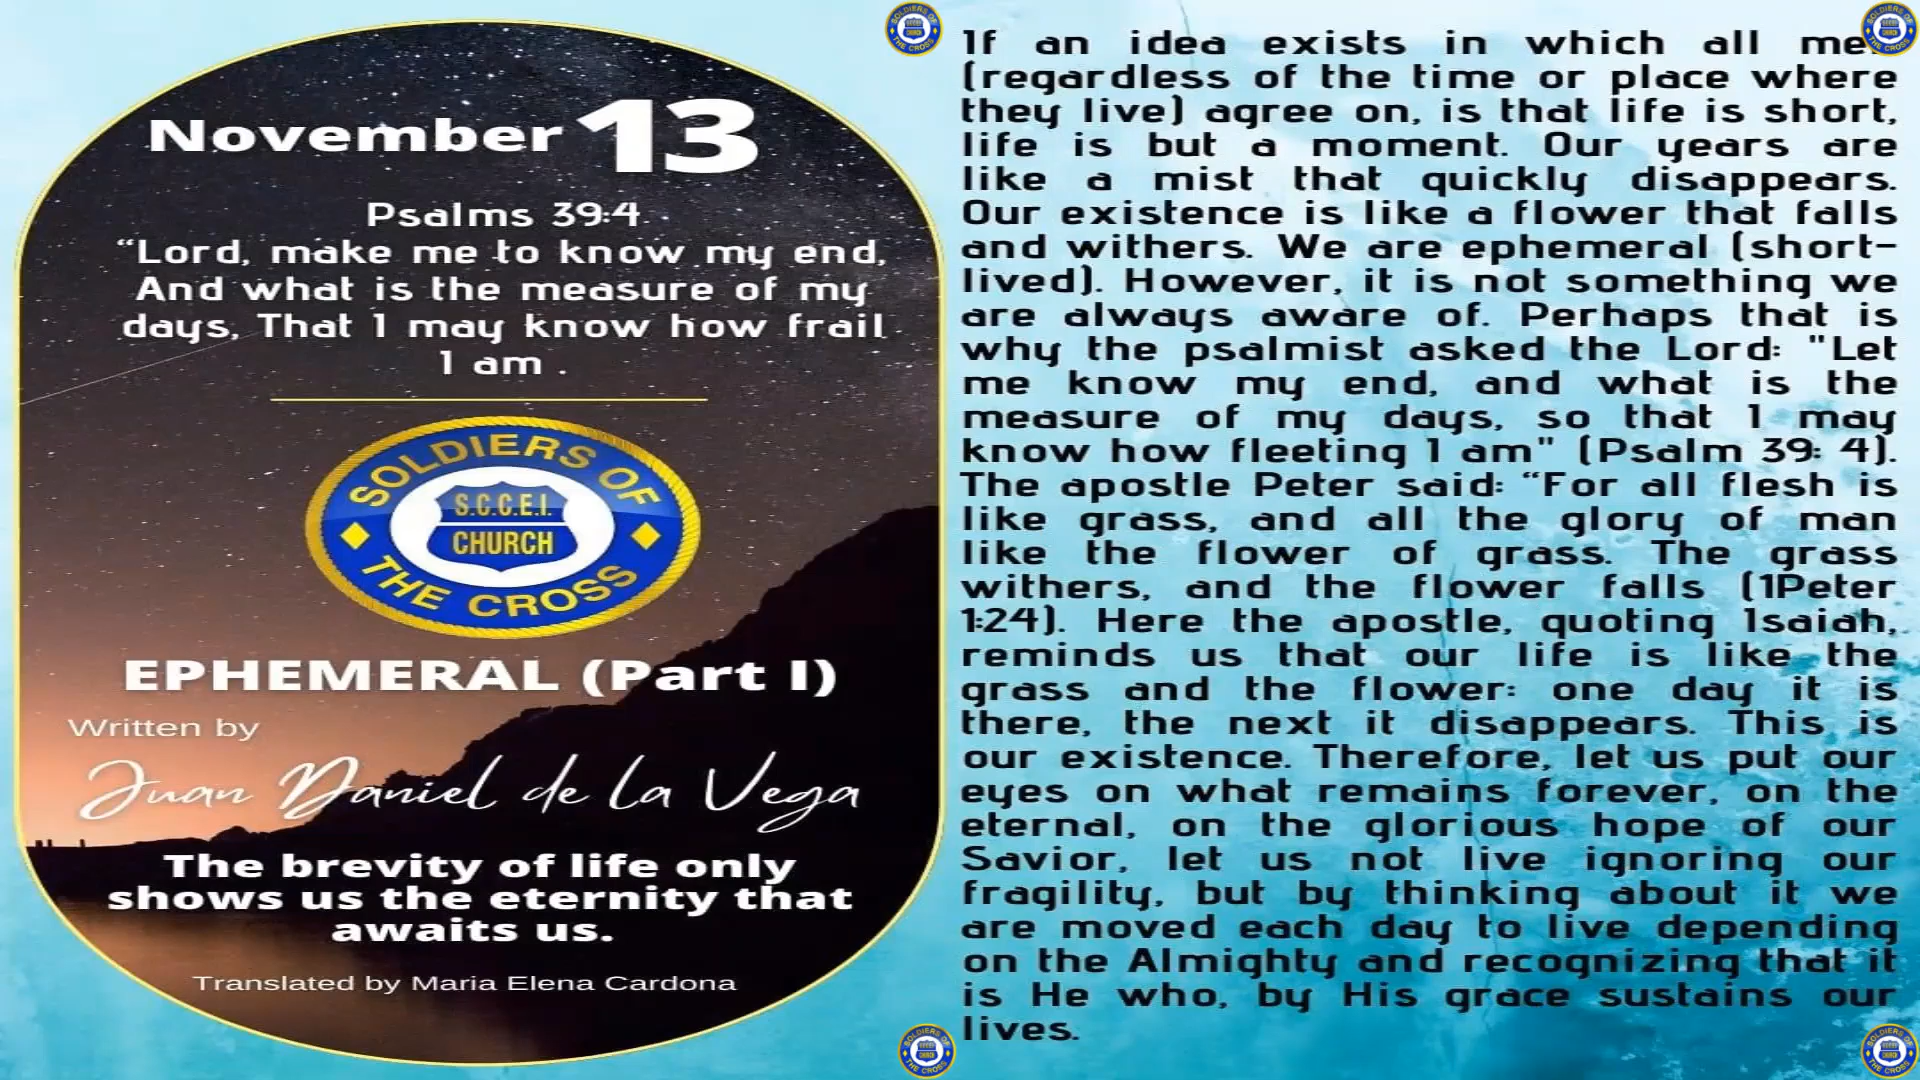 November 13
Psalms 39:4
“Lord, make me to know my end,
And what is the measure of my
days, That I may know how frail
I am .
SOLDIERS OF
S.C.C.E.I.
CHURCH
THE CROSS
EPHEMERAL (Part I)
Written by
Juan Daniel de la Vega
The brevity of life only
shows us the eternity that
awaits us.
Translated by Maria Elena Cardona
If an idea exists in which all
(regardless of the time or place where
they live) agree on, is that life is short,
life is but a moment. Our years are
like a mist that quickly disappears.
Our existence is like a flower that falls
and withers. We are ephemeral (short-
lived). However, it is not something we
are always aware of. Perhaps that is
why the psalmist asked the Lord: "Let
me know my end, and what is the
measure of my days, so that I may
know how fleeting I am" (Psalm 39: 4).
The apostle Peter said: “For all flesh is
like grass, and all the glory of man
like the flower of grass. The grass
withers, and the flower falls (1Peter
1:24). Here the apostle, quoting Isaiah,
reminds us that our life is like the
grass and the flower: one day it is
there, the next it disappears. This is
our existence. Therefore, let us put our
eyes on what remains forever, on the
eternal, on the glorious hope of our
Savior, let us not live ignoring our
fragility, but by thinking about it we
are moved each day to live depending
on the Almighty and recognizing that it
is He who, by His grace sustains our
lives.